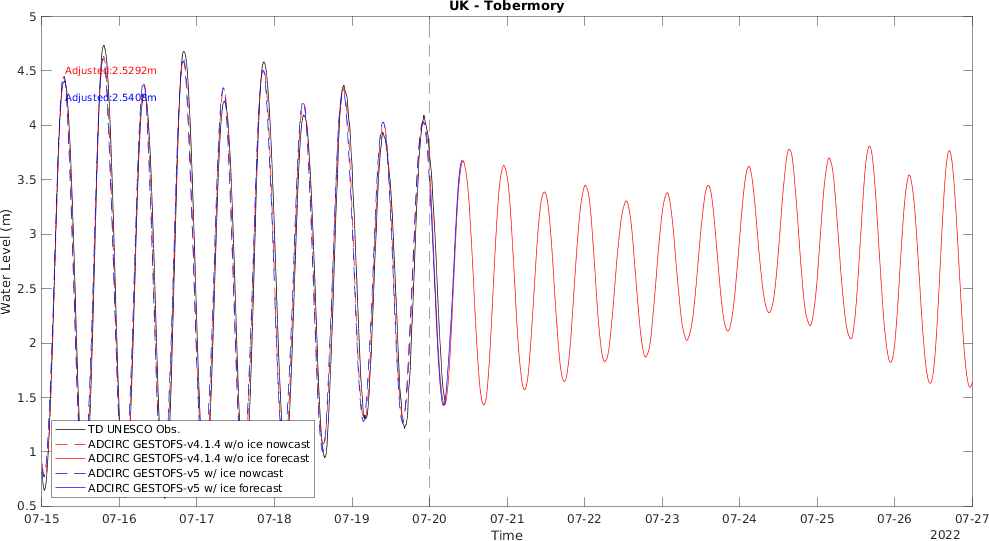 UK - Tobermory
5
4.5
4
3.5
3
2.5
2
1.5
1
0.5
Water Level (m)
Adjusted:2.5292m
TD UNESCO Obs.
ADCIRC GESTOFS-v4.1.4 w/o ice nowcast
ADCIRC GESTOFS-v4.1.4 w/o ice forecast
ADCIRC GESTOFS-v5 w/ ice nowcast
ADCIRC GESTOFS-v5 w/ ice forecast
07-15
07-16
07-17
07-18
07-19
07-20
07-21
07-22
07-23
07-24
07-25
07-26
07-27
Time
2022